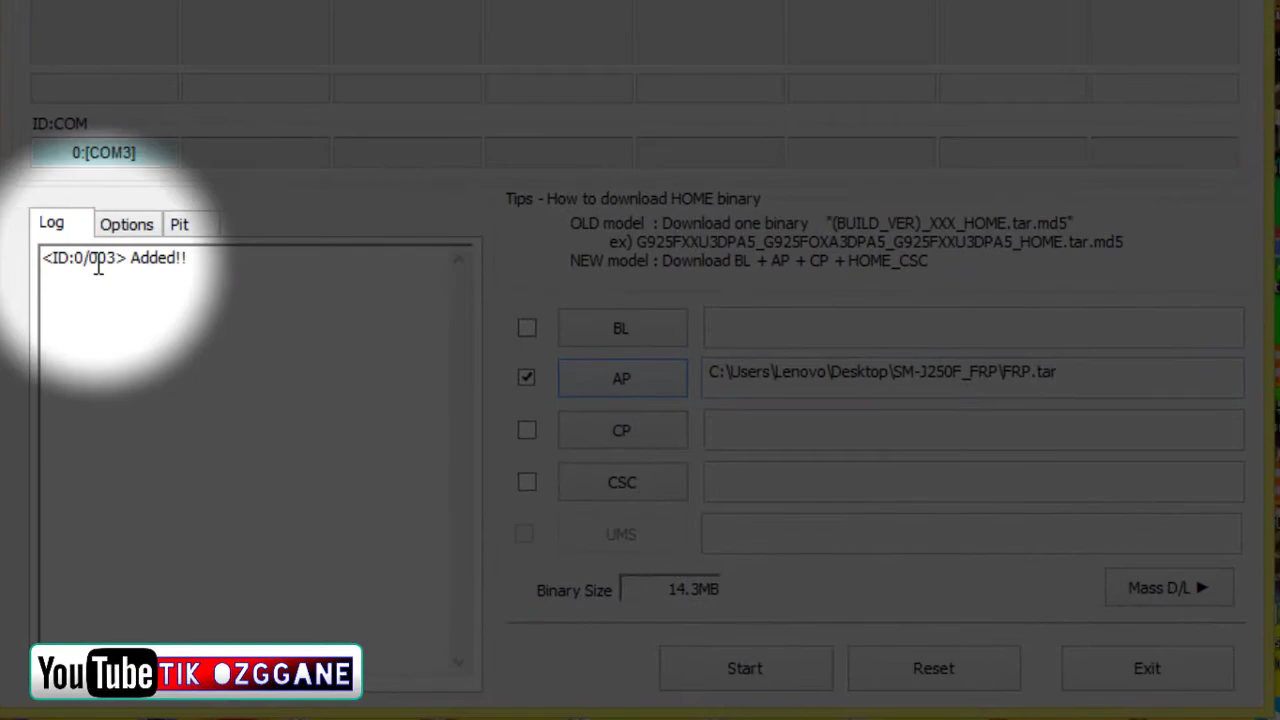 ID:COM
0:[COM3]
Log Options Pit
<ID:0/003> Added!!
Tips - How to download HOME binary
OLD model : Download one binary "(BUILD_VER)_XXX_HOME.tar.md5"
ex) G925FXXU3DPA5_G925FOXA3DPA5_G925FXXU3DPA5_HOME.tar.md5
NEW model : Download BL + AP + CP + HOME_CSC
BL
AP C:\Users\Lenovo\Desktop\SM-J250F_FRP\FRP.tar
CP
CSC
UMS
Binary Size 14.3MB
Mass D/L ►
Start Reset Exit
YouTube TIK OZGGANE